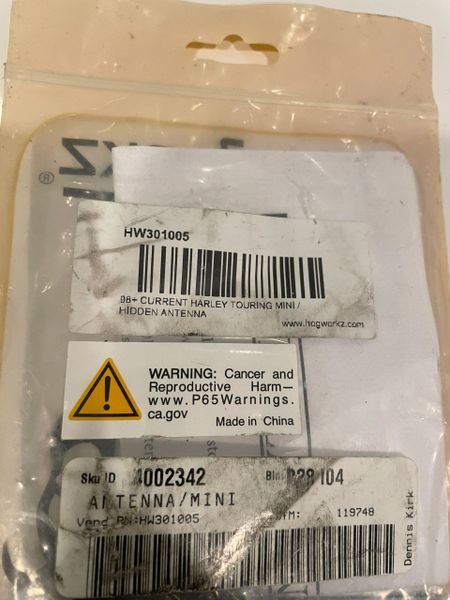 ®
HW301005
98+ CURRENT HARLEY TOURING MINI /
HIDDEN ANTENNA
www.hogworkz.com
WARNING: Cancer and
Reproductive Harm—
www.P65Warnings.
ca.gov
Made in China
Sku ID 4002342
ANTENNA/MINI
Vend PN:HW301005
119748
Dennis Kirk